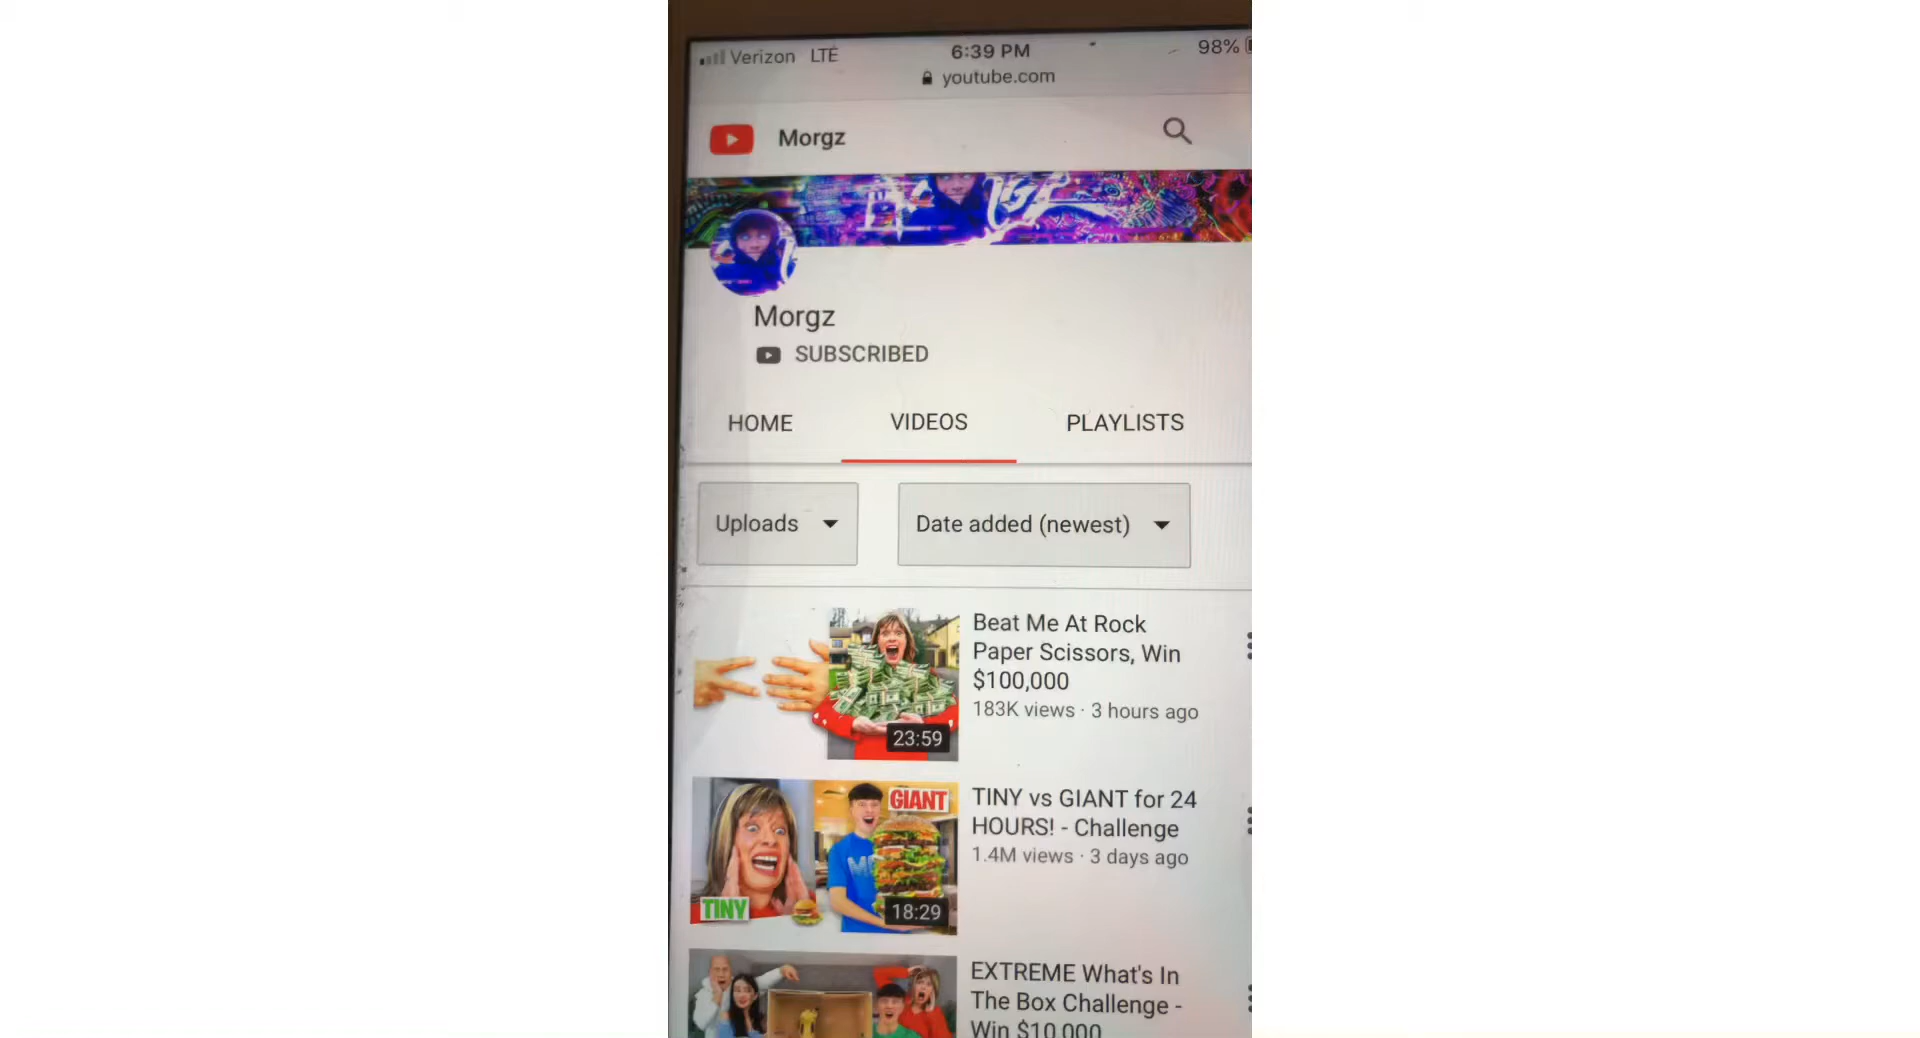 Verizon LTE 6:39 PM 98%
youtube.com
Morgz
Morgz
SUBSCRIBED
HOME VIDEOS PLAYLISTS
Uploads Date added (newest)
Beat Me At Rock
Paper Scissors, Win
$100,000
183K views · 3 hours ago
23:59
GIANT
TINY
18:29
TINY vs GIANT for 24
HOURS! - Challenge
1.4M views · 3 days ago
EXTREME What's In
The Box Challenge -
Win $10,000